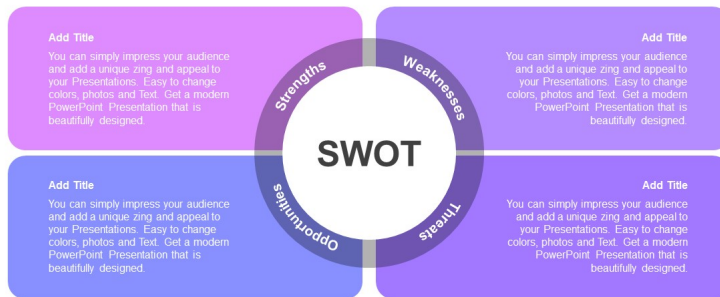 Add Title
You can simply impress your audience
and add a unique zing and appeal to
your Presentations. Easy to change
colors, photos and Text. Get a modern
PowerPoint Presentation that is
beautifully designed.
Strengths
Add Title
You can simply impress your audience
and add a unique zing and appeal to
your Presentations. Easy to change
colors, photos and Text. Get a modern
PowerPoint Presentation that is
beautifully designed.
Weaknesses
SWOT
Add Title
You can simply impress your audience
and add a unique zing and appeal to
your Presentations. Easy to change
colors, photos and Text. Get a modern
PowerPoint Presentation that is
beautifully designed.
Opportunities
Add Title
You can simply impress your audience
and add a unique zing and appeal to
your Presentations. Easy to change
colors, photos and Text. Get a modern
PowerPoint Presentation that is
beautifully designed.
Threats